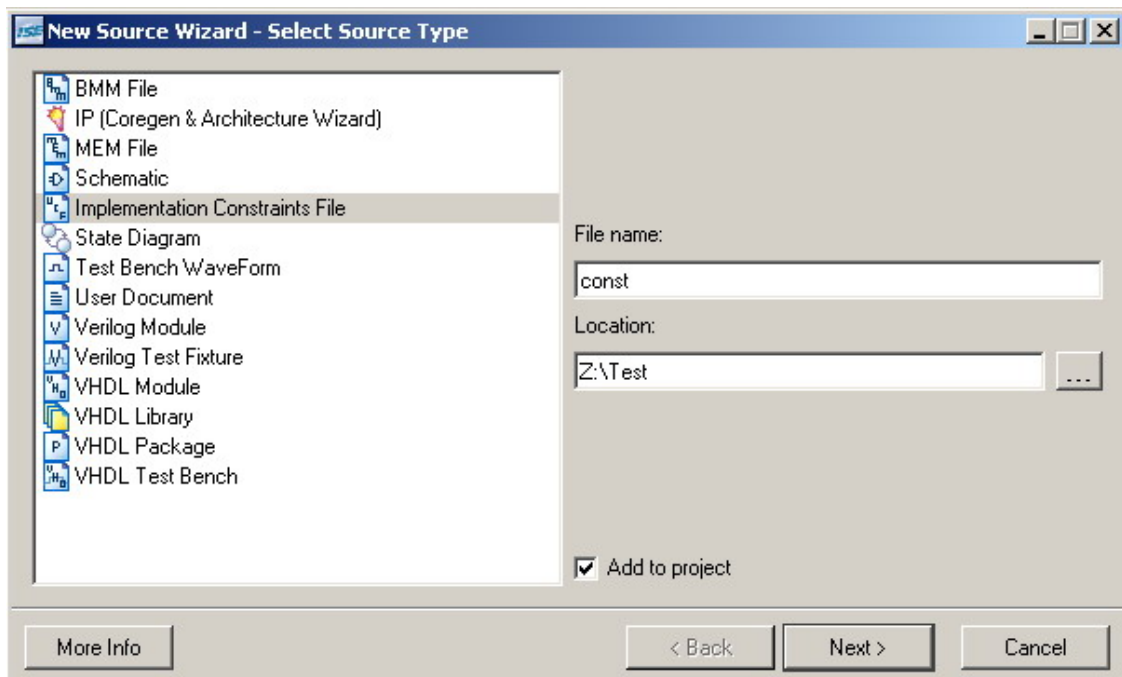 ISE New Source Wizard - Select Source Type
BMM File
IP (Coregen & Architecture Wizard)
MEM File
Schematic
Implementation Constraints File
State Diagram
Test Bench WaveForm
User Document
Verilog Module
Verilog Test Fixture
VHDL Module
VHDL Library
VHDL Package
VHDL Test Bench
File name:
const
Location:
Z:\Test
...
Add to project
More Info
< Back
Next >
Cancel